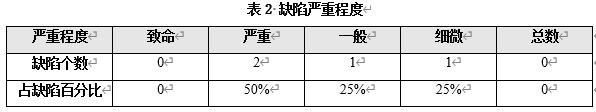 表 2 缺陷严重程度
严重程度 致命 严重 一般 细微 总数
缺陷个数 0 2 1 1 0
占缺陷百分比 0 50% 25% 25% 0